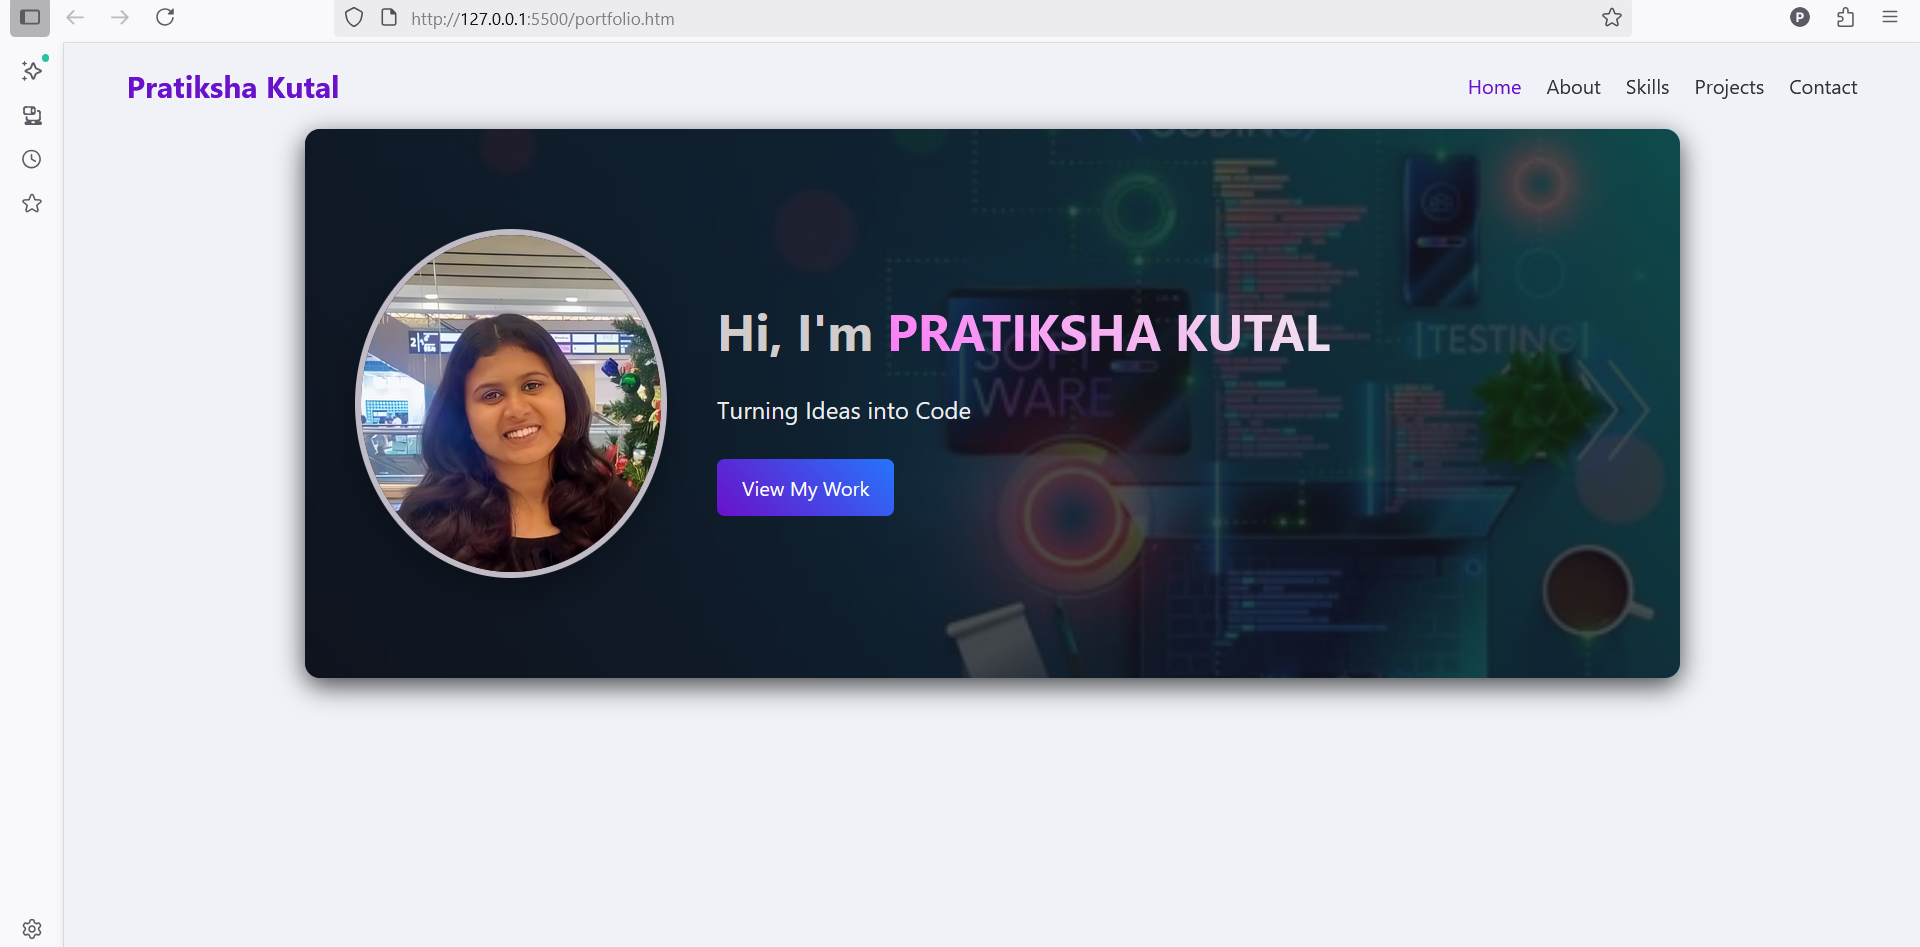 http://127.0.0.1:5500/portfolio.htm
P
Pratiksha Kutal
Home About Skills Projects Contact
CODING
Hi, I'm PRATIKSHA KUTAL
TESTING
SOFT
WARE
Turning Ideas into Code
View My Work